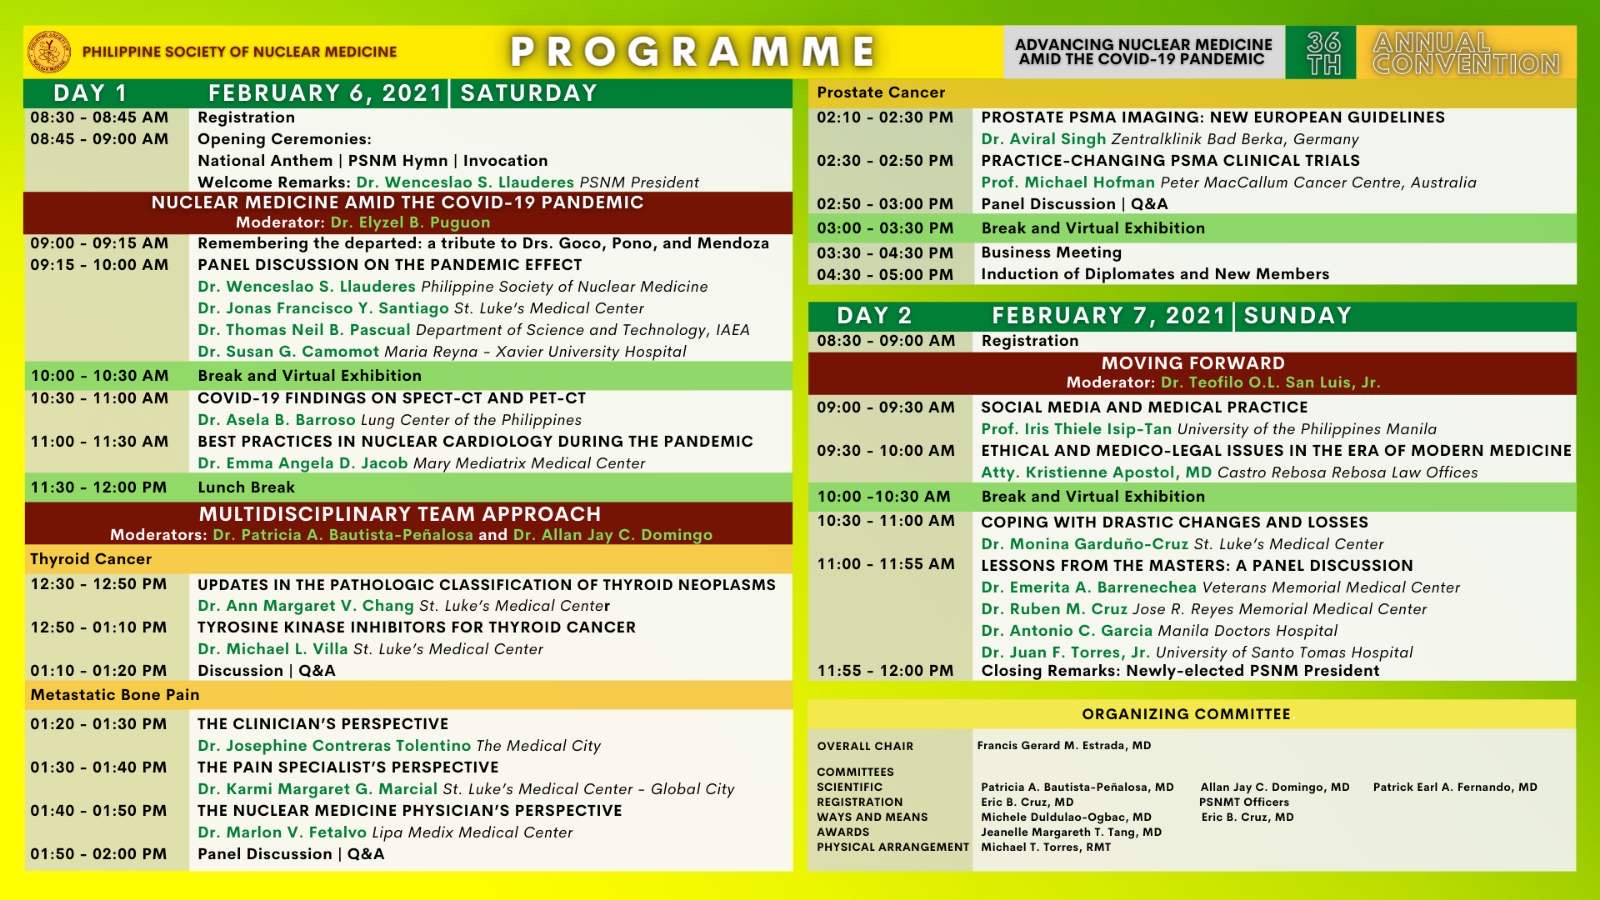 PHILIPPINE SOCIETY OF NUCLEAR MEDICINE
PROGRAMME
ADVANCING NUCLEAR MEDICINE
AMID THE COVID-19 PANDEMIC
36
TH
ANNUAL
CONVENTION
DAY 1 FEBRUARY 6, 2021 | SATURDAY
08:30 - 08:45 AM Registration
08:45 - 09:00 AM Opening Ceremonies:
National Anthem | PSNM Hymn | Invocation
Welcome Remarks: Dr. Wenceslao S. Llauderes PSNM President
NUCLEAR MEDICINE AMID THE COVID-19 PANDEMIC
Moderator: Dr. Elyzel B. Puguon
09:00 - 09:15 AM Remembering the departed: a tribute to Drs. Goco, Pono, and Mendoza
09:15 - 10:00 AM PANEL DISCUSSION ON THE PANDEMIC EFFECT
Dr. Wenceslao S. Llauderes Philippine Society of Nuclear Medicine
Dr. Jonas Francisco Y. Santiago St. Luke's Medical Center
Dr. Thomas Neil B. Pascual Department of Science and Technology, IAEA
Dr. Susan G. Camomot Maria Reyna - Xavier University Hospital
10:00 - 10:30 AM Break and Virtual Exhibition
10:30 - 11:00 AM COVID-19 FINDINGS ON SPECT-CT AND PET-CT
Dr. Asela B. Barroso Lung Center of the Philippines
11:00 - 11:30 AM BEST PRACTICES IN NUCLEAR CARDIOLOGY DURING THE PANDEMIC
Dr. Emma Angela D. Jacob Mary Mediatrix Medical Center
11:30 - 12:00 PM Lunch Break
MULTIDISCIPLINARY TEAM APPROACH
Moderators: Dr. Patricia A. Bautista-Peñalosa and Dr. Allan Jay C. Domingo
Thyroid Cancer
12:30 - 12:50 PM UPDATES IN THE PATHOLOGIC CLASSIFICATION OF THYROID NEOPLASMS
Dr. Ann Margaret V. Chang St. Luke's Medical Center
12:50 - 01:10 PM TYROSINE KINASE INHIBITORS FOR THYROID CANCER
Dr. Michael L. Villa St. Luke's Medical Center
01:10 - 01:20 PM Discussion | Q&A
Metastatic Bone Pain
01:20 - 01:30 PM THE CLINICIAN'S PERSPECTIVE
Dr. Josephine Contreras Tolentino The Medical City
01:30 - 01:40 PM THE PAIN SPECIALIST'S PERSPECTIVE
Dr. Karmi Margaret G. Marcial St. Luke's Medical Center - Global City
01:40 - 01:50 PM THE NUCLEAR MEDICINE PHYSICIAN'S PERSPECTIVE
Dr. Marlon V. Fetalvo Lipa Medix Medical Center
01:50 - 02:00 PM Panel Discussion | Q&A
Prostate Cancer
02:10 - 02:30 PM PROSTATE PSMA IMAGING: NEW EUROPEAN GUIDELINES
Dr. Aviral Singh Zentralklinik Bad Berka, Germany
02:30 - 02:50 PM PRACTICE-CHANGING PSMA CLINICAL TRIALS
Prof. Michael Hofman Peter MacCallum Cancer Centre, Australia
02:50 - 03:00 PM Panel Discussion | Q&A
03:00 - 03:30 PM Break and Virtual Exhibition
03:30 - 04:30 PM Business Meeting
04:30 - 05:00 PM Induction of Diplomates and New Members
DAY 2 FEBRUARY 7, 2021 | SUNDAY
08:30 - 09:00 AM Registration
MOVING FORWARD
Moderator: Dr. Teofilo O.L. San Luis, Jr.
09:00 - 09:30 AM SOCIAL MEDIA AND MEDICAL PRACTICE
Prof. Iris Thiele Isip-Tan University of the Philippines Manila
09:30 - 10:00 AM ETHICAL AND MEDICO-LEGAL ISSUES IN THE ERA OF MODERN MEDICINE
Atty. Kristienne Apostol, MD Castro Rebosa Rebosa Law Offices
10:00 -10:30 AM Break and Virtual Exhibition
10:30 - 11:00 AM COPING WITH DRASTIC CHANGES AND LOSSES
Dr. Monina Garduño-Cruz St. Luke's Medical Center
11:00 - 11:55 AM LESSONS FROM THE MASTERS: A PANEL DISCUSSION
Dr. Emerita A. Barrenechea Veterans Memorial Medical Center
Dr. Ruben M. Cruz Jose R. Reyes Memorial Medical Center
Dr. Antonio C. Garcia Manila Doctors Hospital
Dr. Juan F. Torres, Jr. University of Santo Tomas Hospital
11:55 - 12:00 PM Closing Remarks: Newly-elected PSNM President
ORGANIZING COMMITTEE
OVERALL CHAIR Francis Gerard M. Estrada, MD
COMMITTEES
SCIENTIFIC Patricia A. Bautista-Peñalosa, MD Allan Jay C. Domingo, MD Patrick Earl A. Fernando, MD
REGISTRATION Eric B. Cruz, MD PSNMT Officers
WAYS AND MEANS Michele Duldulao-Ogbac, MD Eric B. Cruz, MD
AWARDS Jeanelle Margareth T. Tang, MD
PHYSICAL ARRANGEMENT Michael T. Torres, RMT